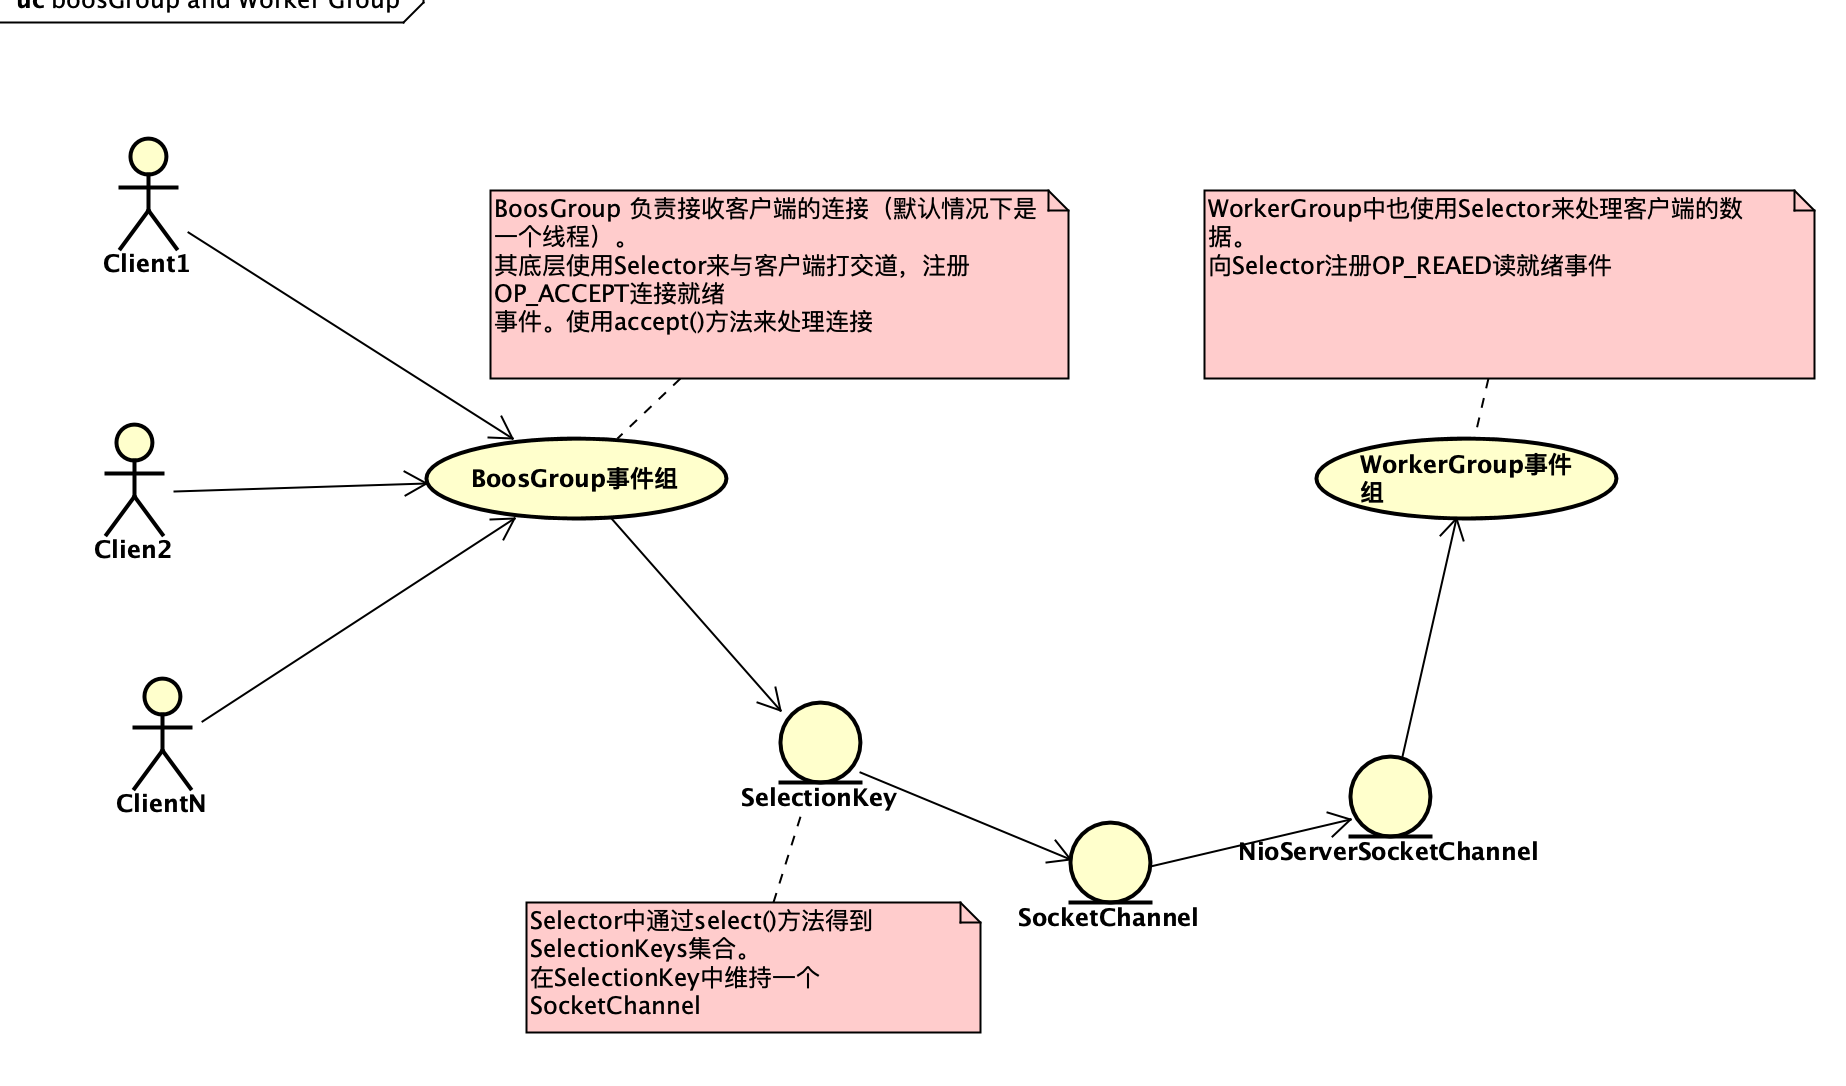 uc boosGroup and Worker Group
Client1
BoosGroup 负责接收客户端的连接（默认情况下是
一个线程）。
其底层使用Selector来与客户端打交道，注册
OP_ACCEPT连接就绪
事件。使用accept()方法来处理连接
WorkerGroup中也使用Selector来处理客户端的数
据。
向Selector注册OP_REAED读就绪事件
Clien2
BoosGroup事件组
WorkerGroup事件
组
ClientN
SelectionKey
SocketChannel
NioServerSocketChannel
Selector中通过select()方法得到
SelectionKeys集合。
在SelectionKey中维持一个
SocketChannel